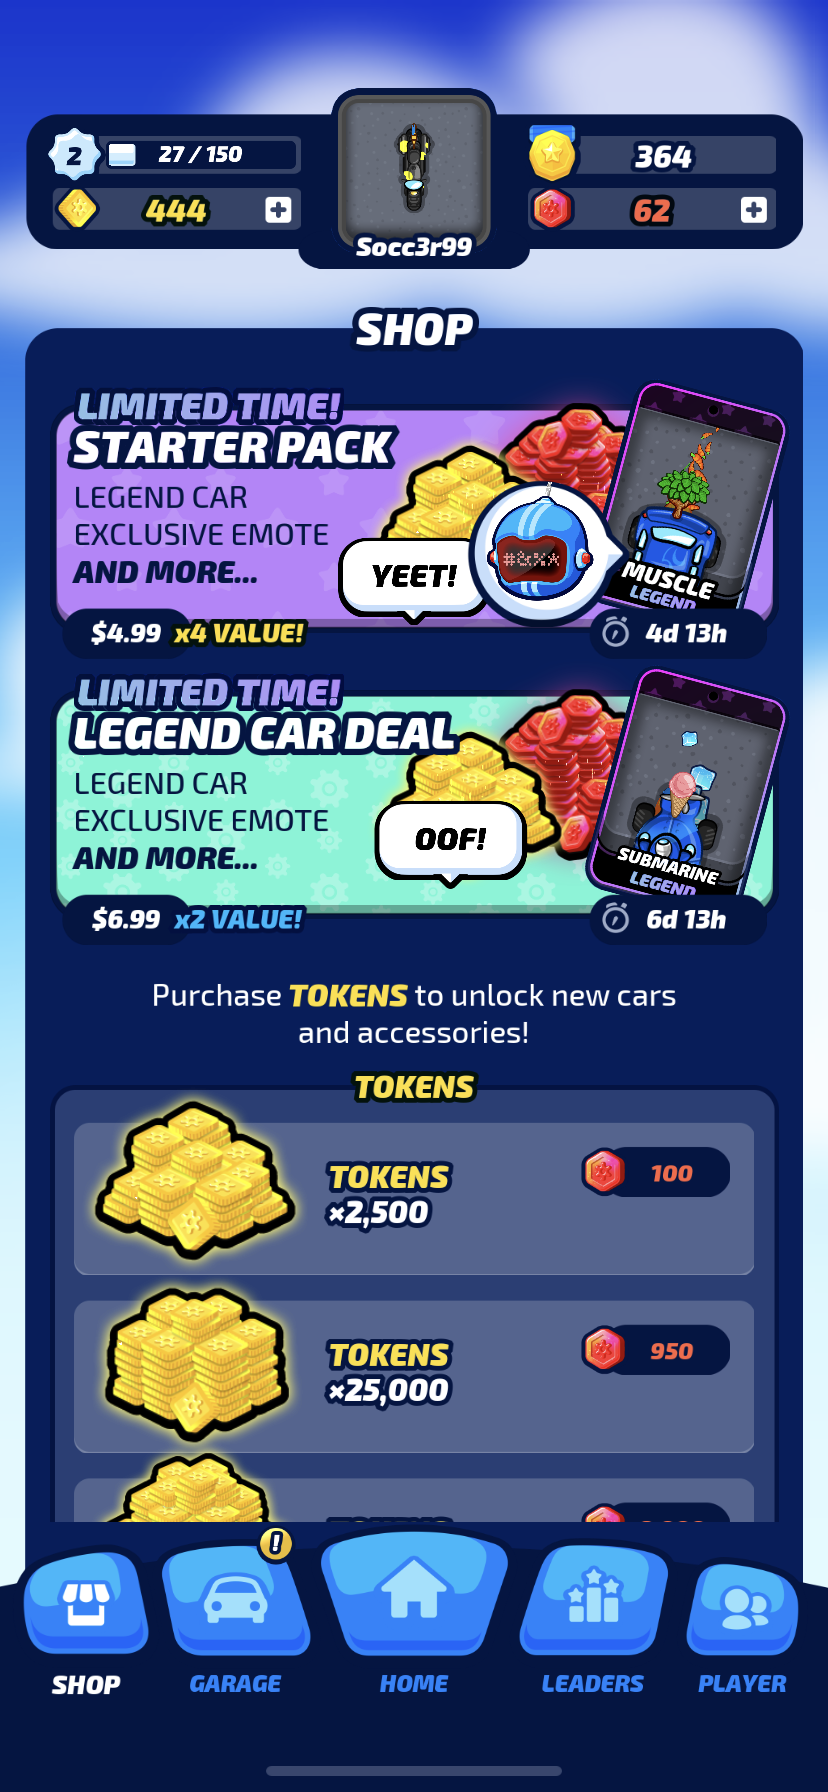 2
27 / 150
364
444
62
Socc3r99
SHOP
LIMITED TIME!
STARTER PACK
LEGEND CAR
EXCLUSIVE EMOTE
AND MORE...
YEET!
#&%*
MUSCLE
LEGEND
$4.99 x4 VALUE!
4d 13h
LIMITED TIME!
LEGEND CAR DEAL
LEGEND CAR
EXCLUSIVE EMOTE
AND MORE...
OOF!
SUBMARINE
LEGEND
$6.99 x2 VALUE!
6d 13h
Purchase TOKENS to unlock new cars
and accessories!
TOKENS
TOKENS
×2,500
100
TOKENS
×25,000
950
!
SHOP
GARAGE
HOME
LEADERS
PLAYER